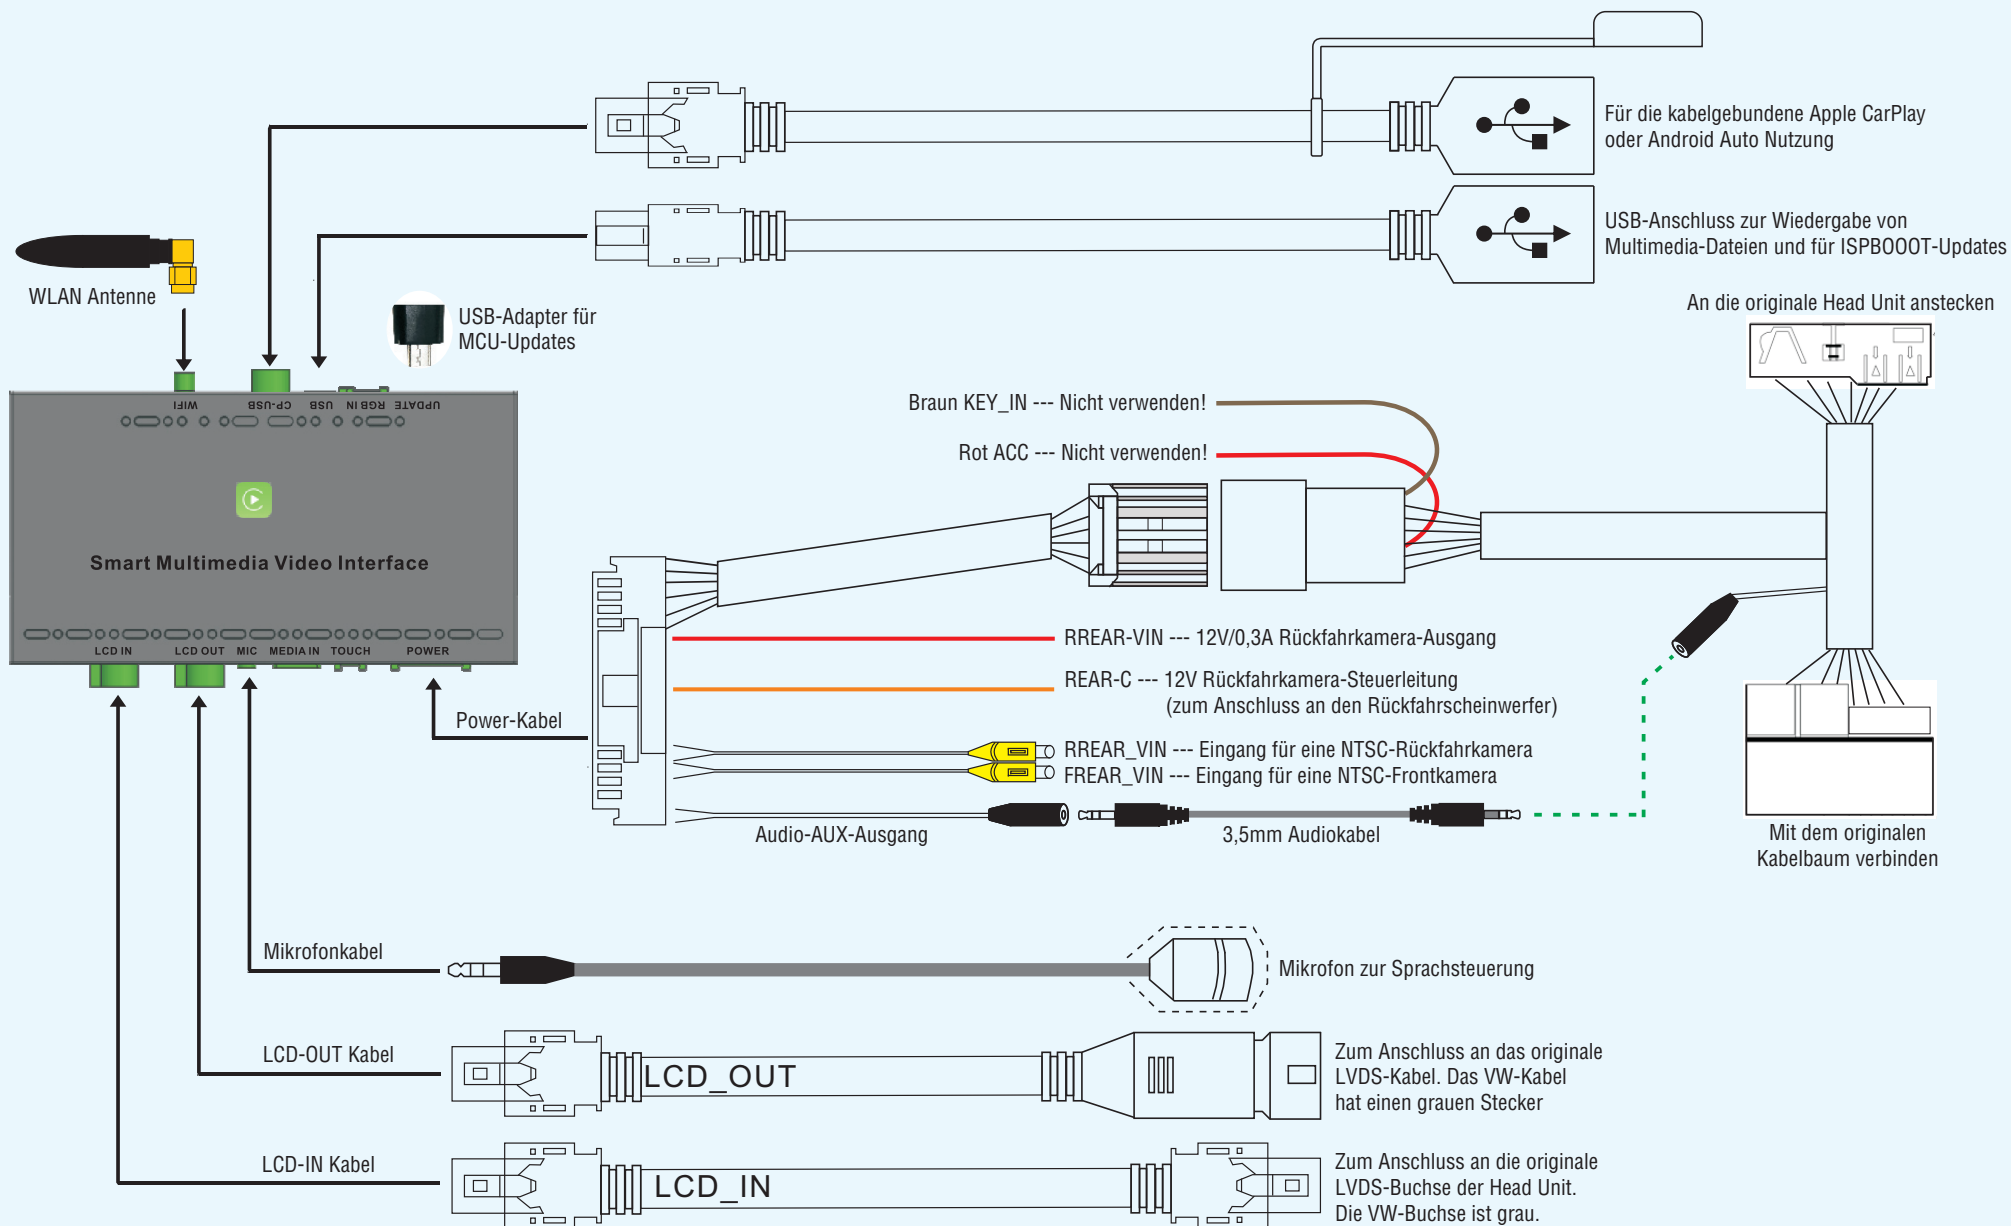 Für die kabelgebundene Apple CarPlay
oder Android Auto Nutzung
USB-Anschluss zur Wiedergabe von
Multimedia-Dateien und für ISPBOOOT-Updates
WLAN Antenne
USB-Adapter für
MCU-Updates
An die originale Head Unit anstecken
WIFI
CP-USB
USB
RGB IN
UPDATE
Braun KEY_IN --- Nicht verwenden!
Rot ACC --- Nicht verwenden!
Smart Multimedia Video Interface
LCD IN
LCD OUT
MIC
MEDIA IN
TOUCH
POWER
Power-Kabel
RREAR-VIN --- 12V/0,3A Rückfahrkamera-Ausgang
REAR-C --- 12V Rückfahrkamera-Steuerleitung
(zum Anschluss an den Rückfahrscheinwerfer)
RREAR_VIN --- Eingang für eine NTSC-Rückfahrkamera
FREAR_VIN --- Eingang für eine NTSC-Frontkamera
Audio-AUX-Ausgang
3,5mm Audiokabel
Mit dem originalen
Kabelbaum verbinden
Mikrofonkabel
Mikrofon zur Sprachsteuerung
LCD-OUT Kabel
LCD_OUT
Zum Anschluss an das originale
LVDS-Kabel. Das VW-Kabel
hat einen grauen Stecker
LCD-IN Kabel
LCD_IN
Zum Anschluss an die originale
LVDS-Buchse der Head Unit.
Die VW-Buchse ist grau.